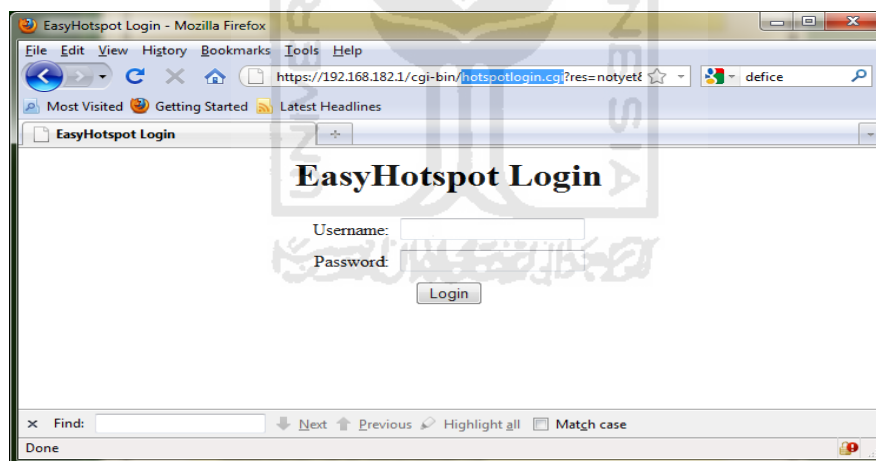 EasyHotspot Login - Mozilla Firefox
File Edit View History Bookmarks Tools Help
https://192.168.182.1/cgi-bin/hotspotlogin.cgi?res=notyet& defice
Most Visited Getting Started Latest Headlines
EasyHotspot Login
EasyHotspot Login
Username:
Password:
Login
Find: Next Previous Highlight all Match case
Done